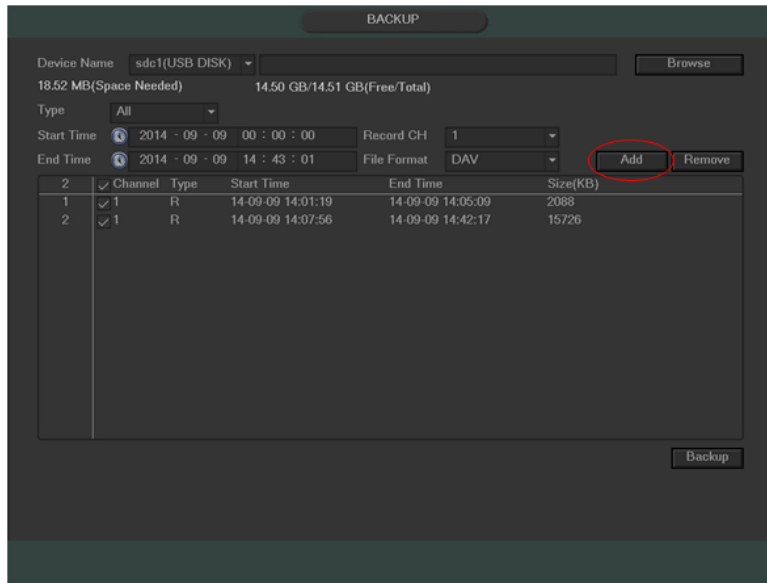 BACKUP
Device Name sdc1(USB DISK) Browse
18.52 MB(Space Needed) 14.50 GB/14.51 GB(Free/Total)
Type All
Start Time 2014 - 09 - 09 00 : 00 : 00 Record CH 1
End Time 2014 - 09 - 09 14 : 43 : 01 File Format DAV Add Remove
2 Channel Type Start Time End Time Size(KB)
1 1 R 14-09-09 14:01:19 14-09-09 14:05:09 2088
2 1 R 14-09-09 14:07:56 14-09-09 14:42:17 15726
Backup